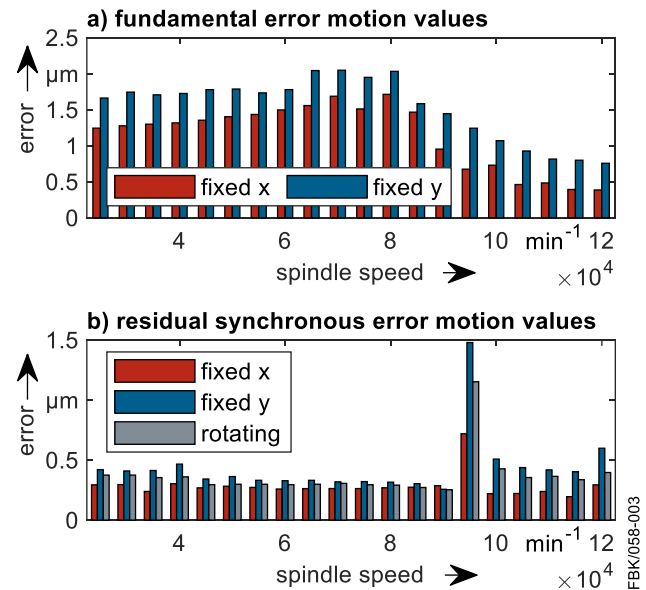 a) fundamental error motion values
2.5
µm
1.5
1
0.5
0
error
fixed x
fixed y
4
6
8
10
min-1
12
spindle speed
×10⁴
b) residual synchronous error motion values
1.5
µm
0.5
0
error
fixed x
fixed y
rotating
4
6
8
10
min-1
12
spindle speed
×10⁴
FBK/058-003